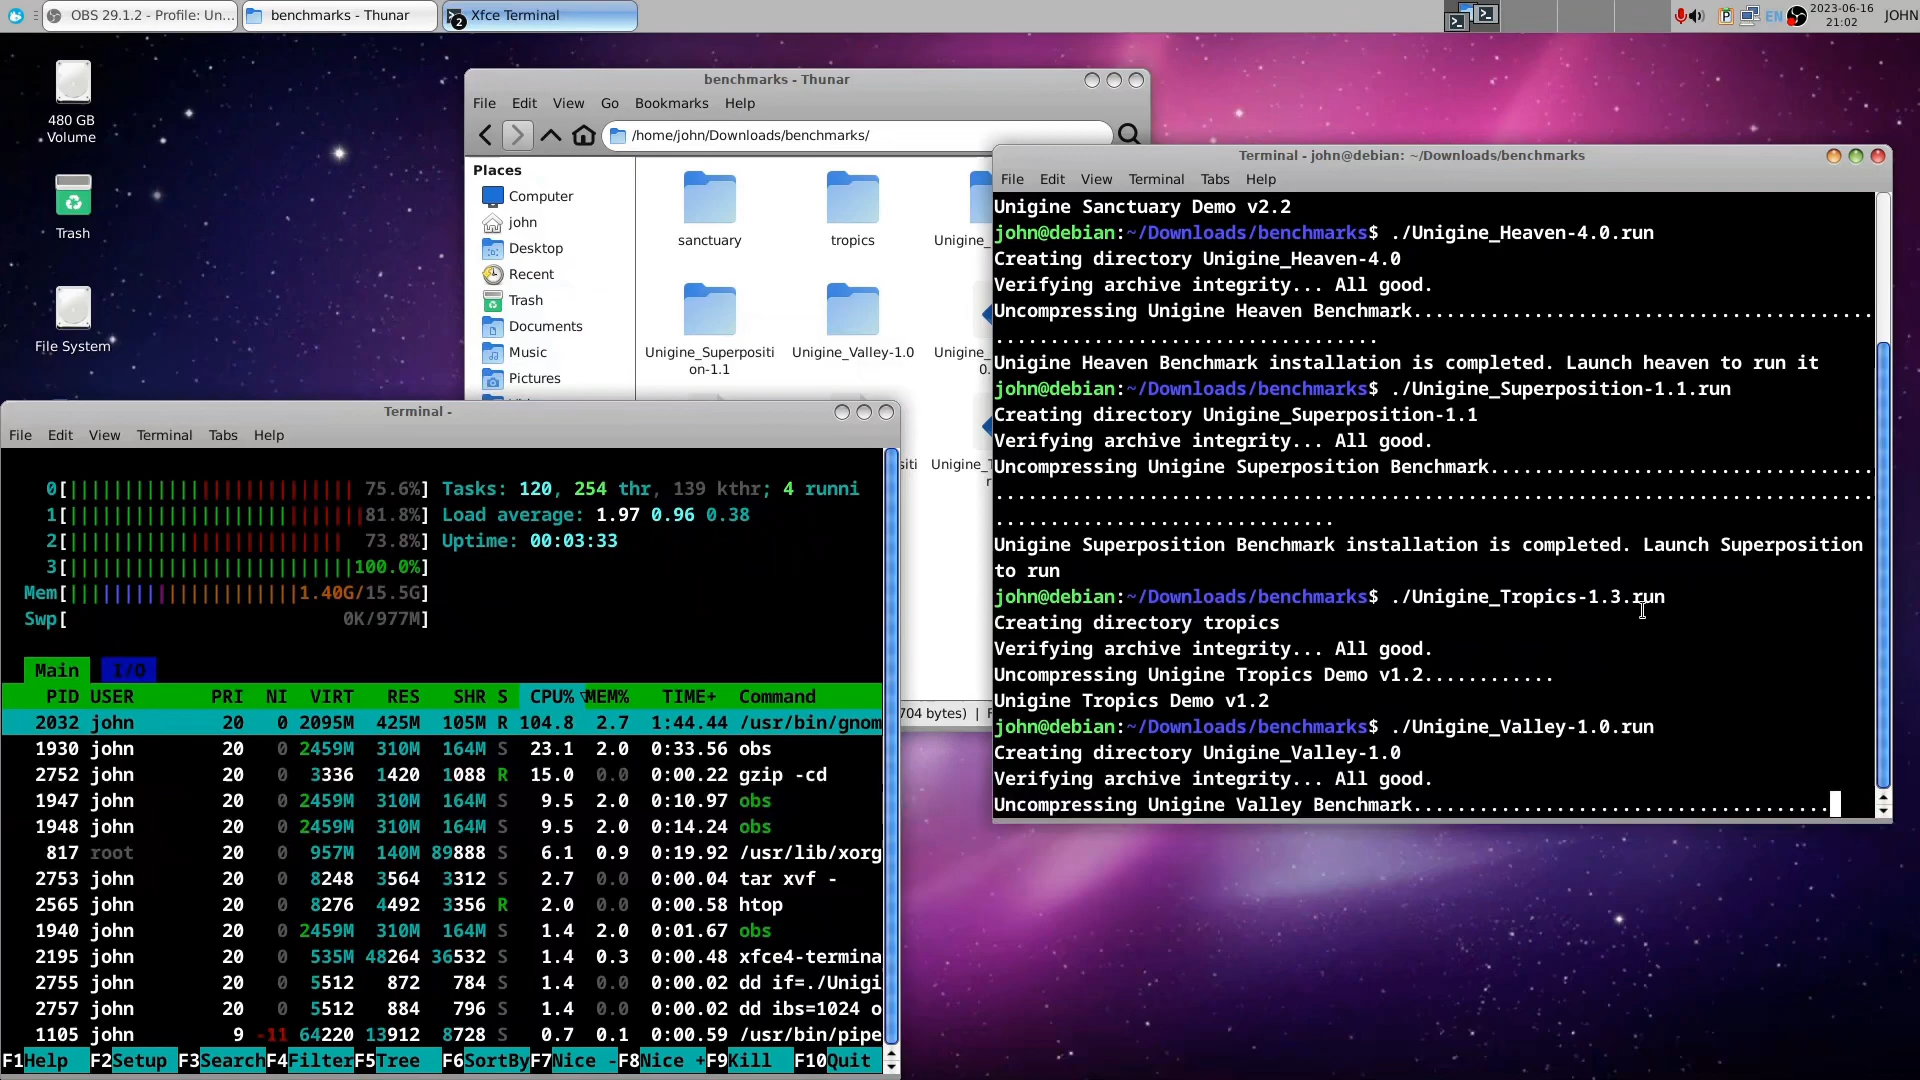 OBS 29.1.2 - Profile: Un...
benchmarks - Thunar
2
Xfce Terminal
EN
2023-06-16
21:02
JOHN
480 GB
Volume
Trash
File System
benchmarks - Thunar
File Edit View Go Bookmarks Help
/home/john/Downloads/benchmarks/
Places
Computer
john
Desktop
Recent
Trash
Documents
Music
Pictures
sanctuary
tropics
Unigine_
Unigine_Superpositi
on-1.1
Unigine_Valley-1.0
Unigine_
0.
siti
704 bytes) | F
Terminal - john@debian: ~/Downloads/benchmarks
File Edit View Terminal Tabs Help
Unigine Sanctuary Demo v2.2
john@debian:~/Downloads/benchmarks$ ./Unigine_Heaven-4.0.run
Creating directory Unigine_Heaven-4.0
Verifying archive integrity... All good.
Uncompressing Unigine Heaven Benchmark..........................................
...................................
Unigine Heaven Benchmark installation is completed. Launch heaven to run it
john@debian:~/Downloads/benchmarks$ ./Unigine_Superposition-1.1.run
Creating directory Unigine_Superposition-1.1
Verifying archive integrity... All good.
Uncompressing Unigine Superposition Benchmark...................................
................................................................................
...............................
Unigine Superposition Benchmark installation is completed. Launch Superposition
to run
john@debian:~/Downloads/benchmarks$ ./Unigine_Tropics-1.3.run
Creating directory tropics
Verifying archive integrity... All good.
Uncompressing Unigine Tropics Demo v1.2............
Unigine Tropics Demo v1.2
john@debian:~/Downloads/benchmarks$ ./Unigine_Valley-1.0.run
Creating directory Unigine_Valley-1.0
Verifying archive integrity... All good.
Uncompressing Unigine Valley Benchmark......................................
Terminal -
File Edit View Terminal Tabs Help
0[||||||||||||||||||||||||| 75.6%] Tasks: 120, 254 thr, 139 kthr; 4 runni
1[|||||||||||||||||||||||||||81.8%] Load average: 1.97 0.96 0.38
2[|||||||||||||||||||||||| 73.8%] Uptime: 00:03:33
3[||||||||||||||||||||||||||100.0%]
Mem[|||||||||||||||||||||1.40G/15.5G]
Swp[ 0K/977M]
Main I/O
PID USER PRI NI VIRT RES SHR S CPU%▽MEM% TIME+ Command
2032 john 20 0 2095M 425M 105M R 104.8 2.7 1:44.44 /usr/bin/gnom
1930 john 20 0 2459M 310M 164M S 23.1 2.0 0:33.56 obs
2752 john 20 0 3336 1420 1088 R 15.0 0.0 0:00.22 gzip -cd
1947 john 20 0 2459M 310M 164M S 9.5 2.0 0:10.97 obs
1948 john 20 0 2459M 310M 164M S 9.5 2.0 0:14.24 obs
817 root 20 0 957M 140M 89888 S 6.1 0.9 0:19.92 /usr/lib/xorg
2753 john 20 0 8248 3564 3312 S 2.7 0.0 0:00.04 tar xvf -
2565 john 20 0 8276 4492 3356 R 2.0 0.0 0:00.58 htop
1940 john 20 0 2459M 310M 164M S 1.4 2.0 0:01.67 obs
2195 john 20 0 535M 48264 36532 S 1.4 0.3 0:00.48 xfce4-termina
2755 john 20 0 5512 872 784 S 1.4 0.0 0:00.02 dd if=./Unigi
2757 john 20 0 5512 884 796 S 1.4 0.0 0:00.02 dd ibs=1024 o
1105 john 9 -11 64220 13912 8728 S 0.7 0.1 0:00.59 /usr/bin/pipe
F1Help F2Setup F3SearchF4FilterF5Tree F6SortByF7Nice -F8Nice +F9Kill F10Quit